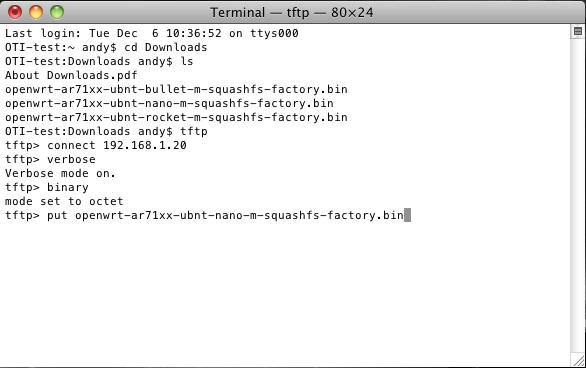 Terminal — tftp — 80×24
Last login: Tue Dec  6 10:36:52 on ttys000
OTI-test:~ andy$ cd Downloads
OTI-test:Downloads andy$ ls
About Downloads.pdf
openwrt-ar71xx-ubnt-bullet-m-squashfs-factory.bin
openwrt-ar71xx-ubnt-nano-m-squashfs-factory.bin
openwrt-ar71xx-ubnt-rocket-m-squashfs-factory.bin
OTI-test:Downloads andy$ tftp
tftp> connect 192.168.1.20
tftp> verbose
Verbose mode on.
tftp> binary
mode set to octet
tftp> put openwrt-ar71xx-ubnt-nano-m-squashfs-factory.bin